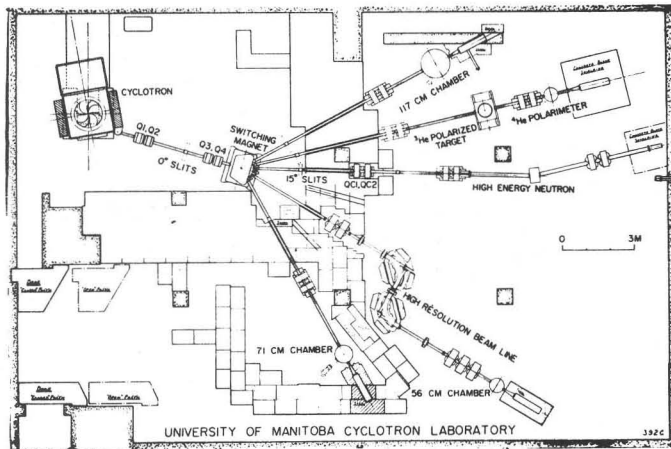 CYCLOTRON
Q1, Q2
Q3, Q4
0° SLITS
SWITCHING
MAGNET
117 CM CHAMBER
³He POLARIZED
TARGET
⁴He POLARIMETER
15° SLITS
QC1, QC2
HIGH ENERGY NEUTRON
0 3M
HIGH RESOLUTION BEAM LINE
71 CM CHAMBER
56 CM CHAMBER
UNIVERSITY OF MANITOBA CYCLOTRON LABORATORY
392C